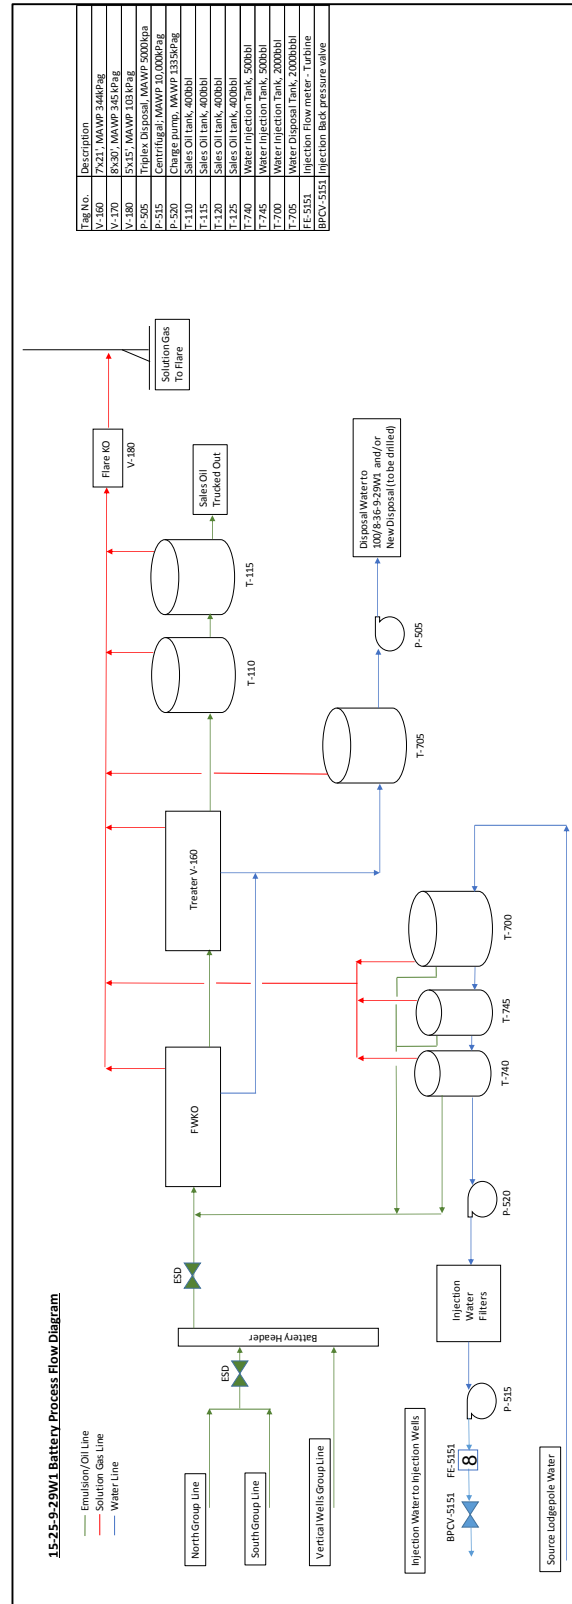 15-25-9-29W1 Battery Process Flow Diagram
Emulsion/Oil Line
Solution Gas Line
Water Line
North Group Line
South Group Line
Vertical Wells Group Line
ESD
Battery Header
ESD
FWKO
Treater V-160
T-110
T-115
Sales Oil
Trucked Out
Flare KO
V-180
Solution Gas
To Flare
T-705
P-505
Disposal Water to
100/8-36-9-29W1 and/or
New Disposal (to be drilled)
Injection Water to Injection Wells
BPCV-5151
FE-5151
8
P-515
Injection
Water
Filters
P-520
T-740
T-745
T-700
Source Lodgepole Water
Tag No. Description
V-160 7'x21', MAWP 344kPag
V-170 8'x30', MAWP 345 kPag
V-180 5'x15', MAWP 103 kPag
P-505 Triplex Disposal, MAWP 5000kpa
P-515 Centrifugal; MAWP 10,000kPag
P-520 Charge pump, MAWP 1335kPag
T-110 Sales Oil tank, 400bbl
T-115 Sales Oil tank, 400bbl
T-120 Sales Oil tank, 400bbl
T-125 Sales Oil tank, 400bbl
T-740 Water Injection Tank, 500bbl
T-745 Water Injection Tank, 500bbl
T-700 Water Injection Tank, 2000bbl
T-705 Water Disposal Tank, 2000bbbl
FE-5151 Injection Flow meter - Turbine
BPCV-5151 Injection Back pressure valve